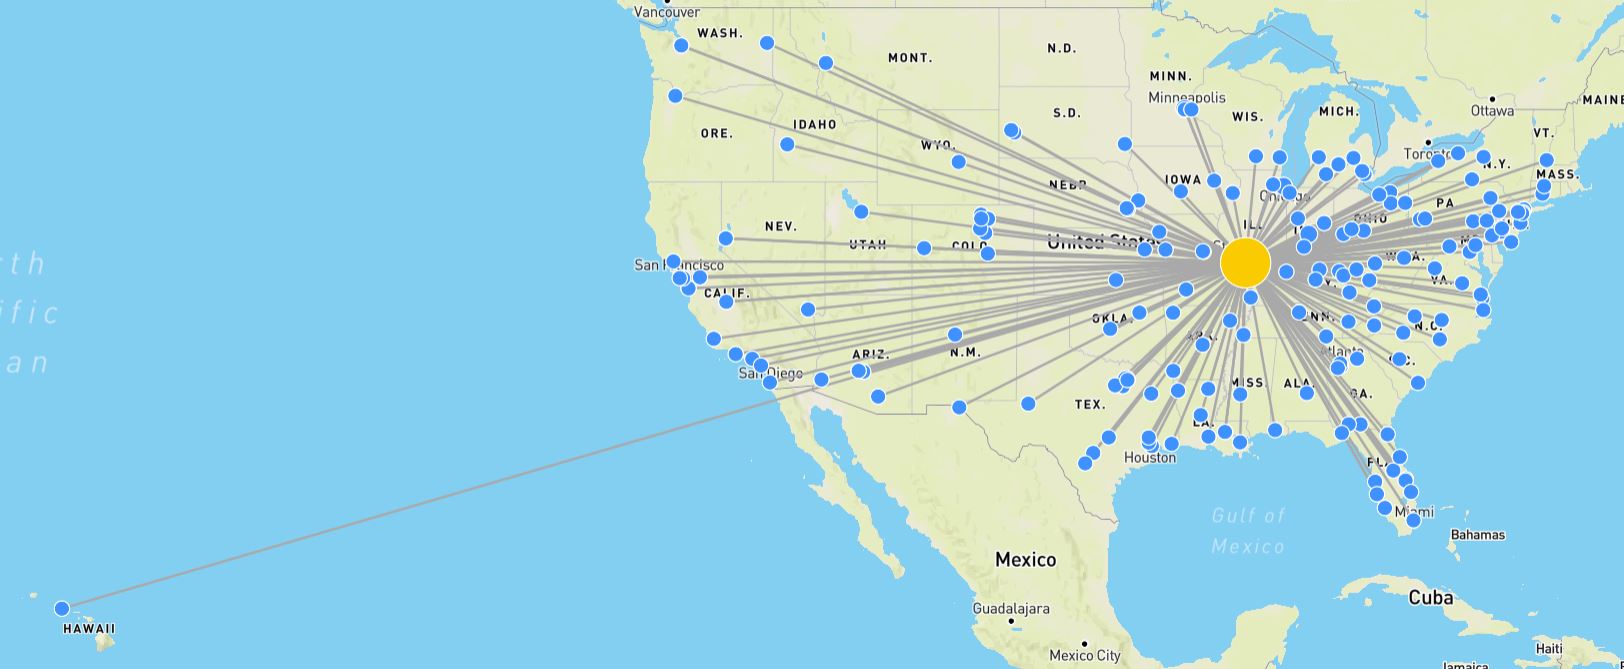 Vancouver
WASH.
MONT.
N.D.
MINN.
Minneapolis
WIS.
MICH.
Ottawa
MAINE
ORE.
IDAHO
S.D.
WYO.
Toronto
VT.
N.Y.
MASS.
NEBR.
IOWA
Chicago
OHIO
PA
NEV.
UTAH
COLO.
United States
ILL.
San Francisco
CALIF.
VA.
OKLA.
ARK.
N.C.
ARIZ.
N.M.
Atlanta
San Diego
S.C.
TEX.
MISS.
ALA.
GA.
LA.
Houston
FLA.
Miami
rth
ific
an
Gulf of
Mexico
Bahamas
Mexico
Cuba
Guadalajara
HAWAII
Mexico City
Haiti
Jamaica